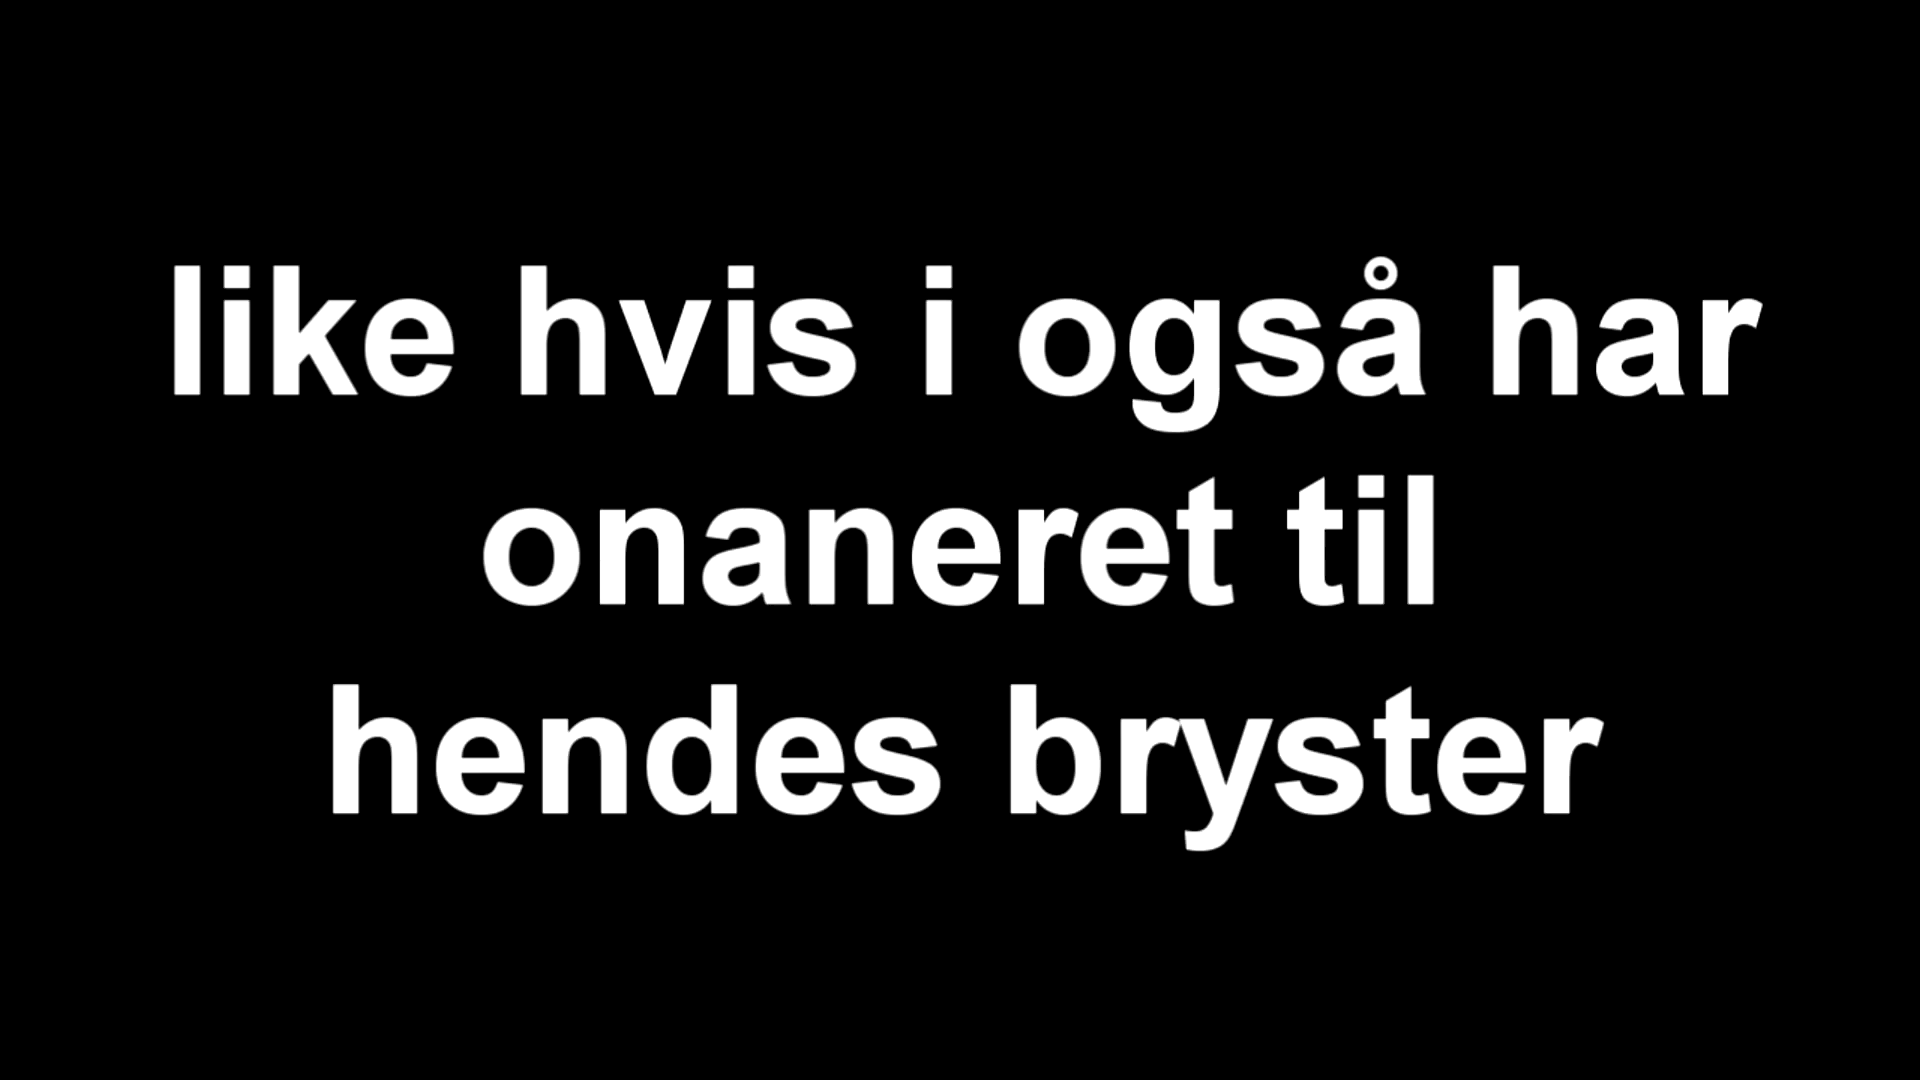 like hvis i også har
onaneret til
hendes bryster